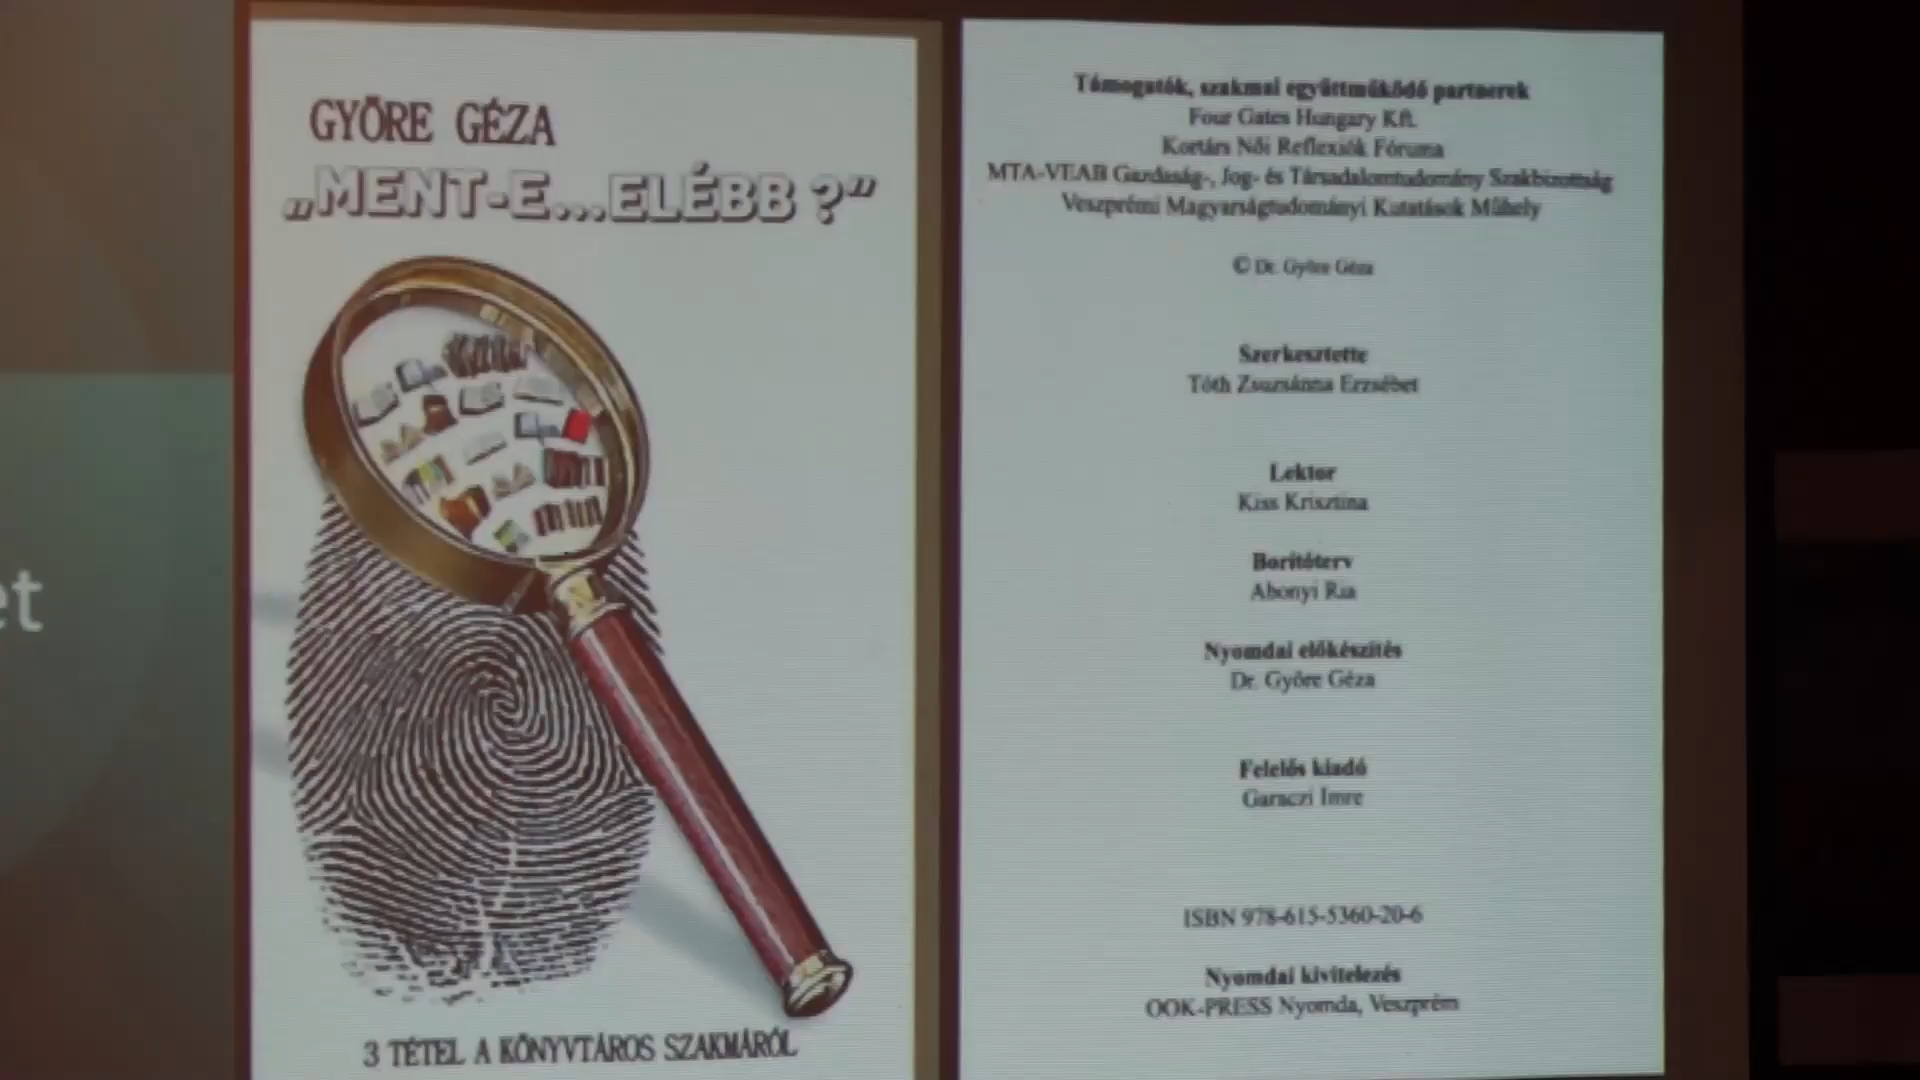 et
GYŐRE GÉZA
„MENT-E...ELÉBB ?”
3 TÉTEL A KÖNYVTÁROS SZAKMÁRÓL
Támogatók, szakmai együttműködő partnerek
Four Gates Hungary Kft.
Kortárs Női Reflexiók Fóruma
MTA-VEAB Gazdaság-, Jog- és Társadalomtudomány Szakbizottság
Veszprémi Magyarságtudományi Kutatások Műhely
© Dr. Győre Géza
Szerkesztette
Tóth Zsuzsánna Erzsébet
Lektor
Kiss Krisztina
Borítóterv
Abonyi Ria
Nyomdai előkészítés
Dr. Győre Géza
Felelős kiadó
Garaczi Imre
ISBN 978-615-5360-20-6
Nyomdai kivitelezés
OOK-PRESS Nyomda, Veszprém